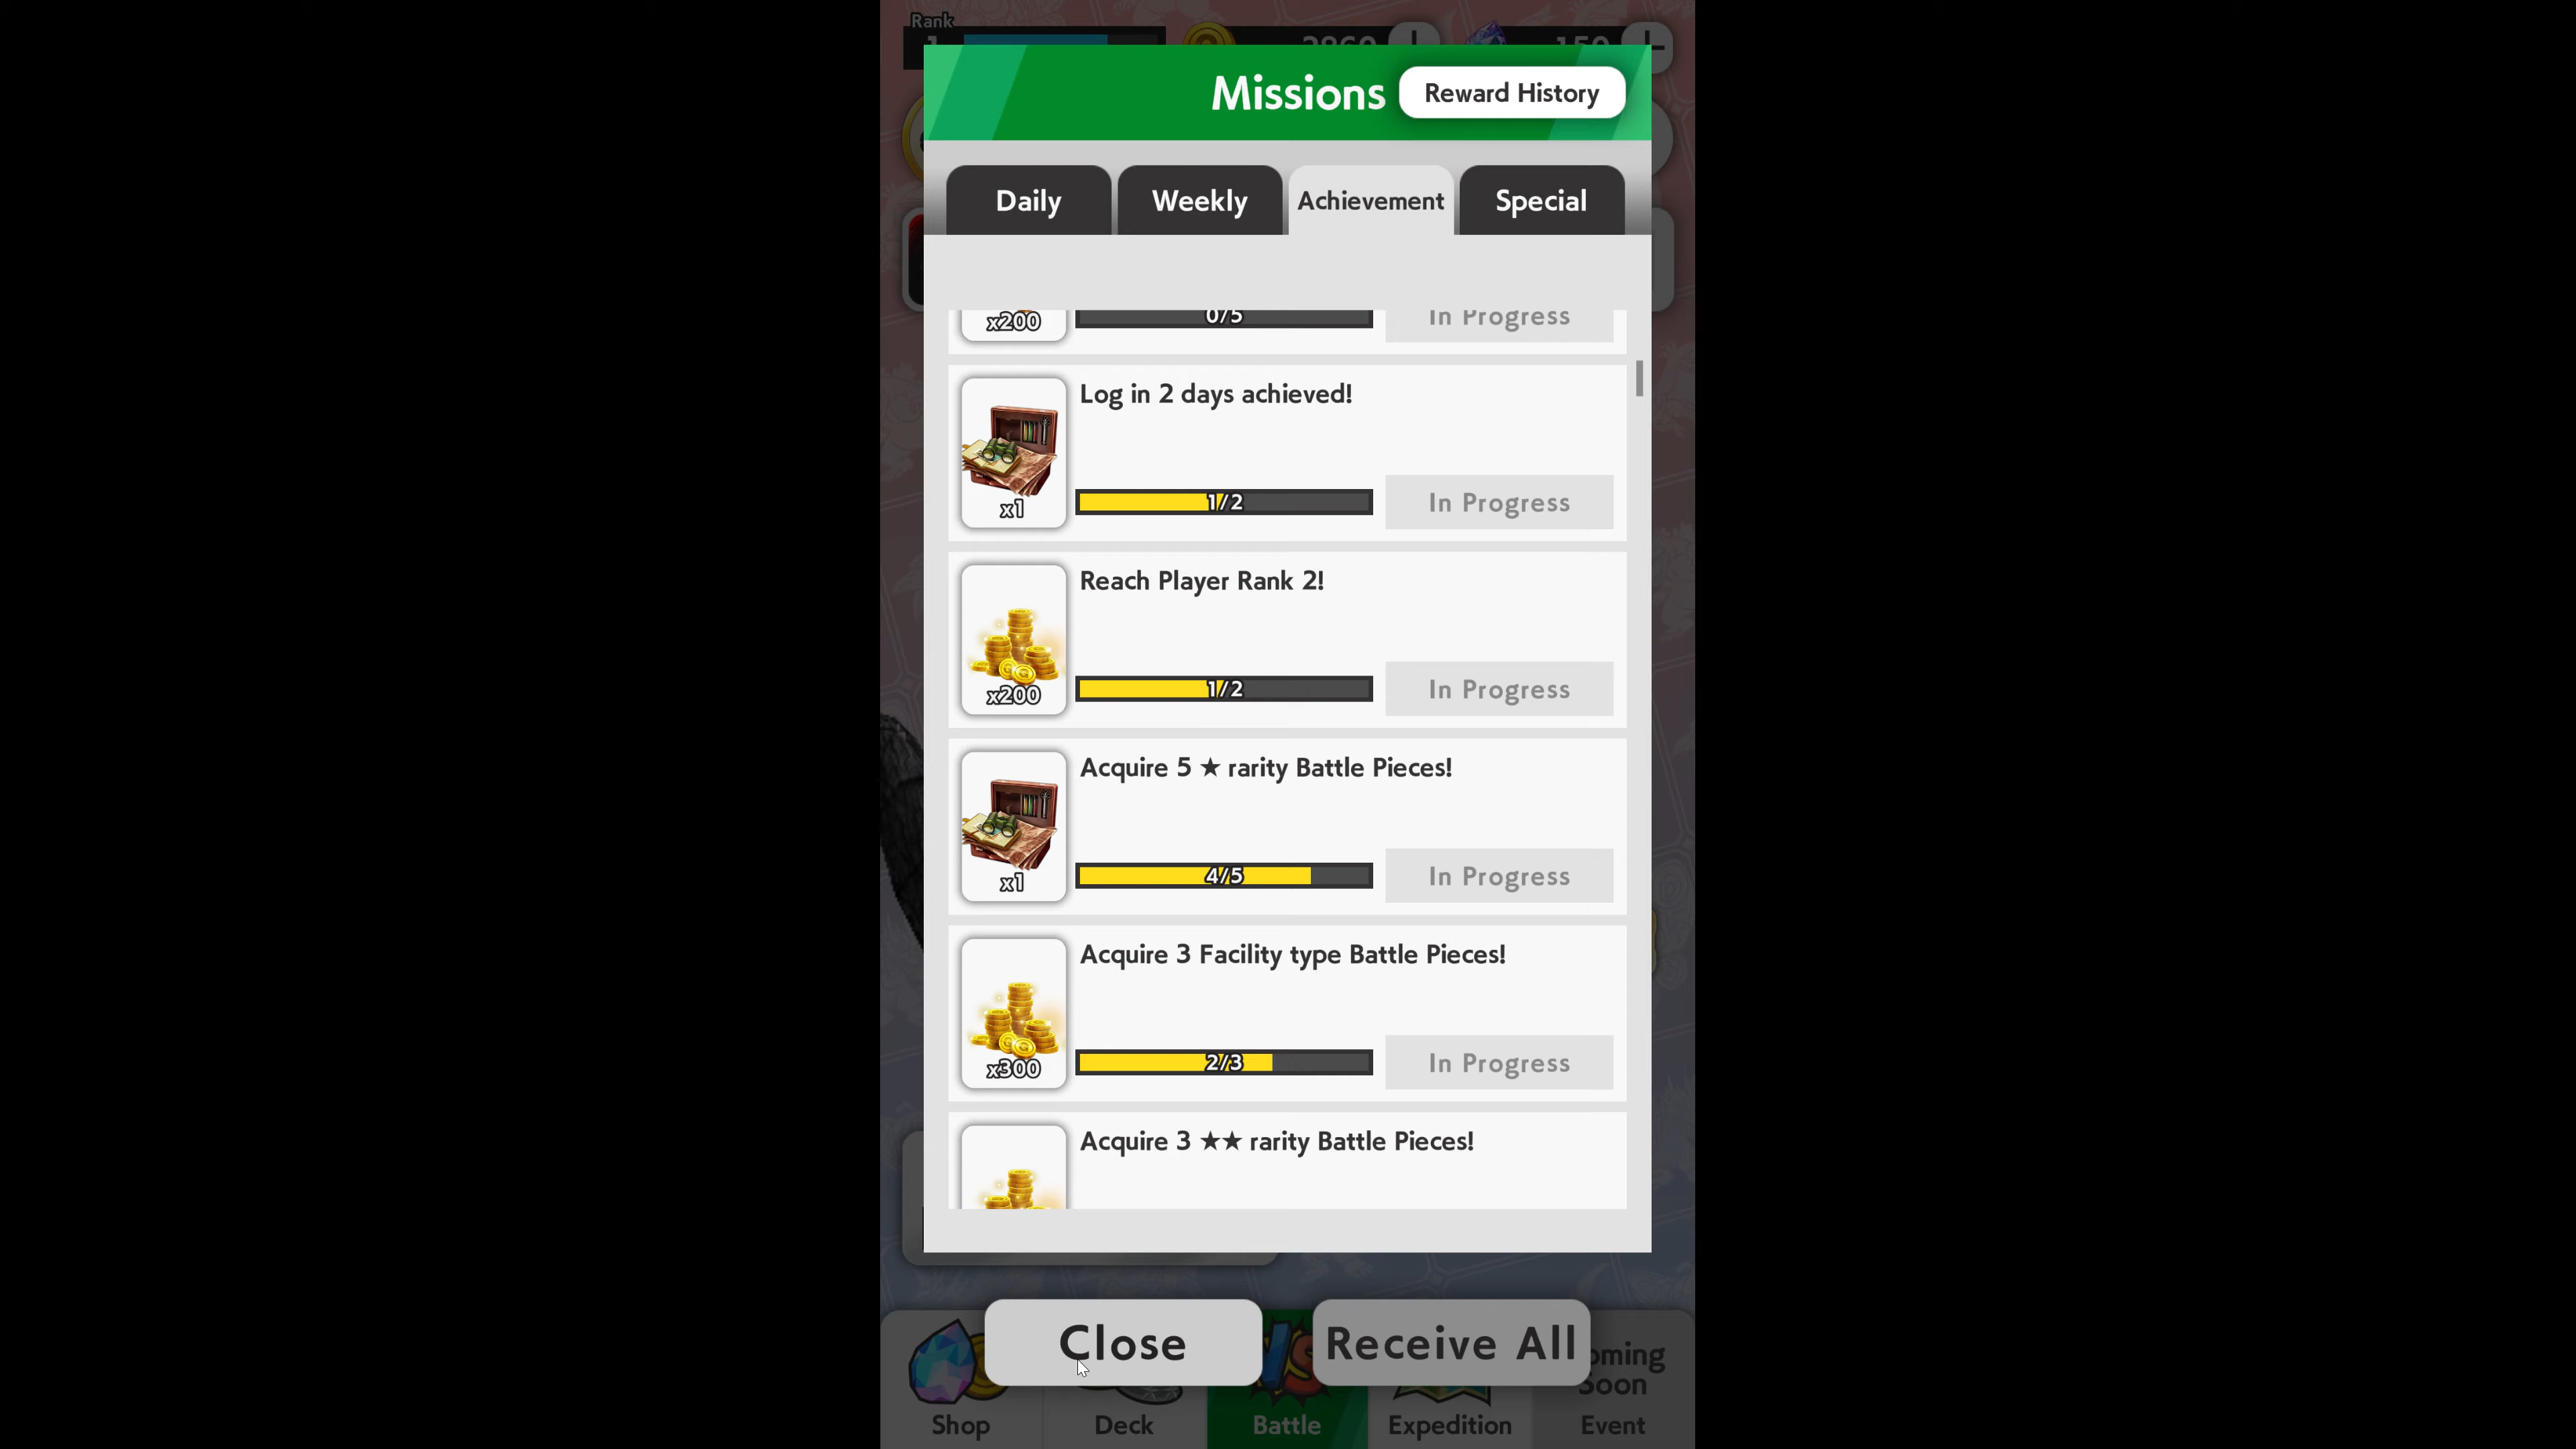 Rank
Missions
Reward History
Daily
Weekly
Achievement
Special
x200
0/5
In Progress
Log in 2 days achieved!
x1
1/2
In Progress
Reach Player Rank 2!
x200
1/2
In Progress
Acquire 5 ★ rarity Battle Pieces!
x1
4/5
In Progress
Acquire 3 Facility type Battle Pieces!
x300
2/3
In Progress
Acquire 3 ★★ rarity Battle Pieces!
Close
Receive All
Soon
Shop
Deck
Battle
Expedition
Event